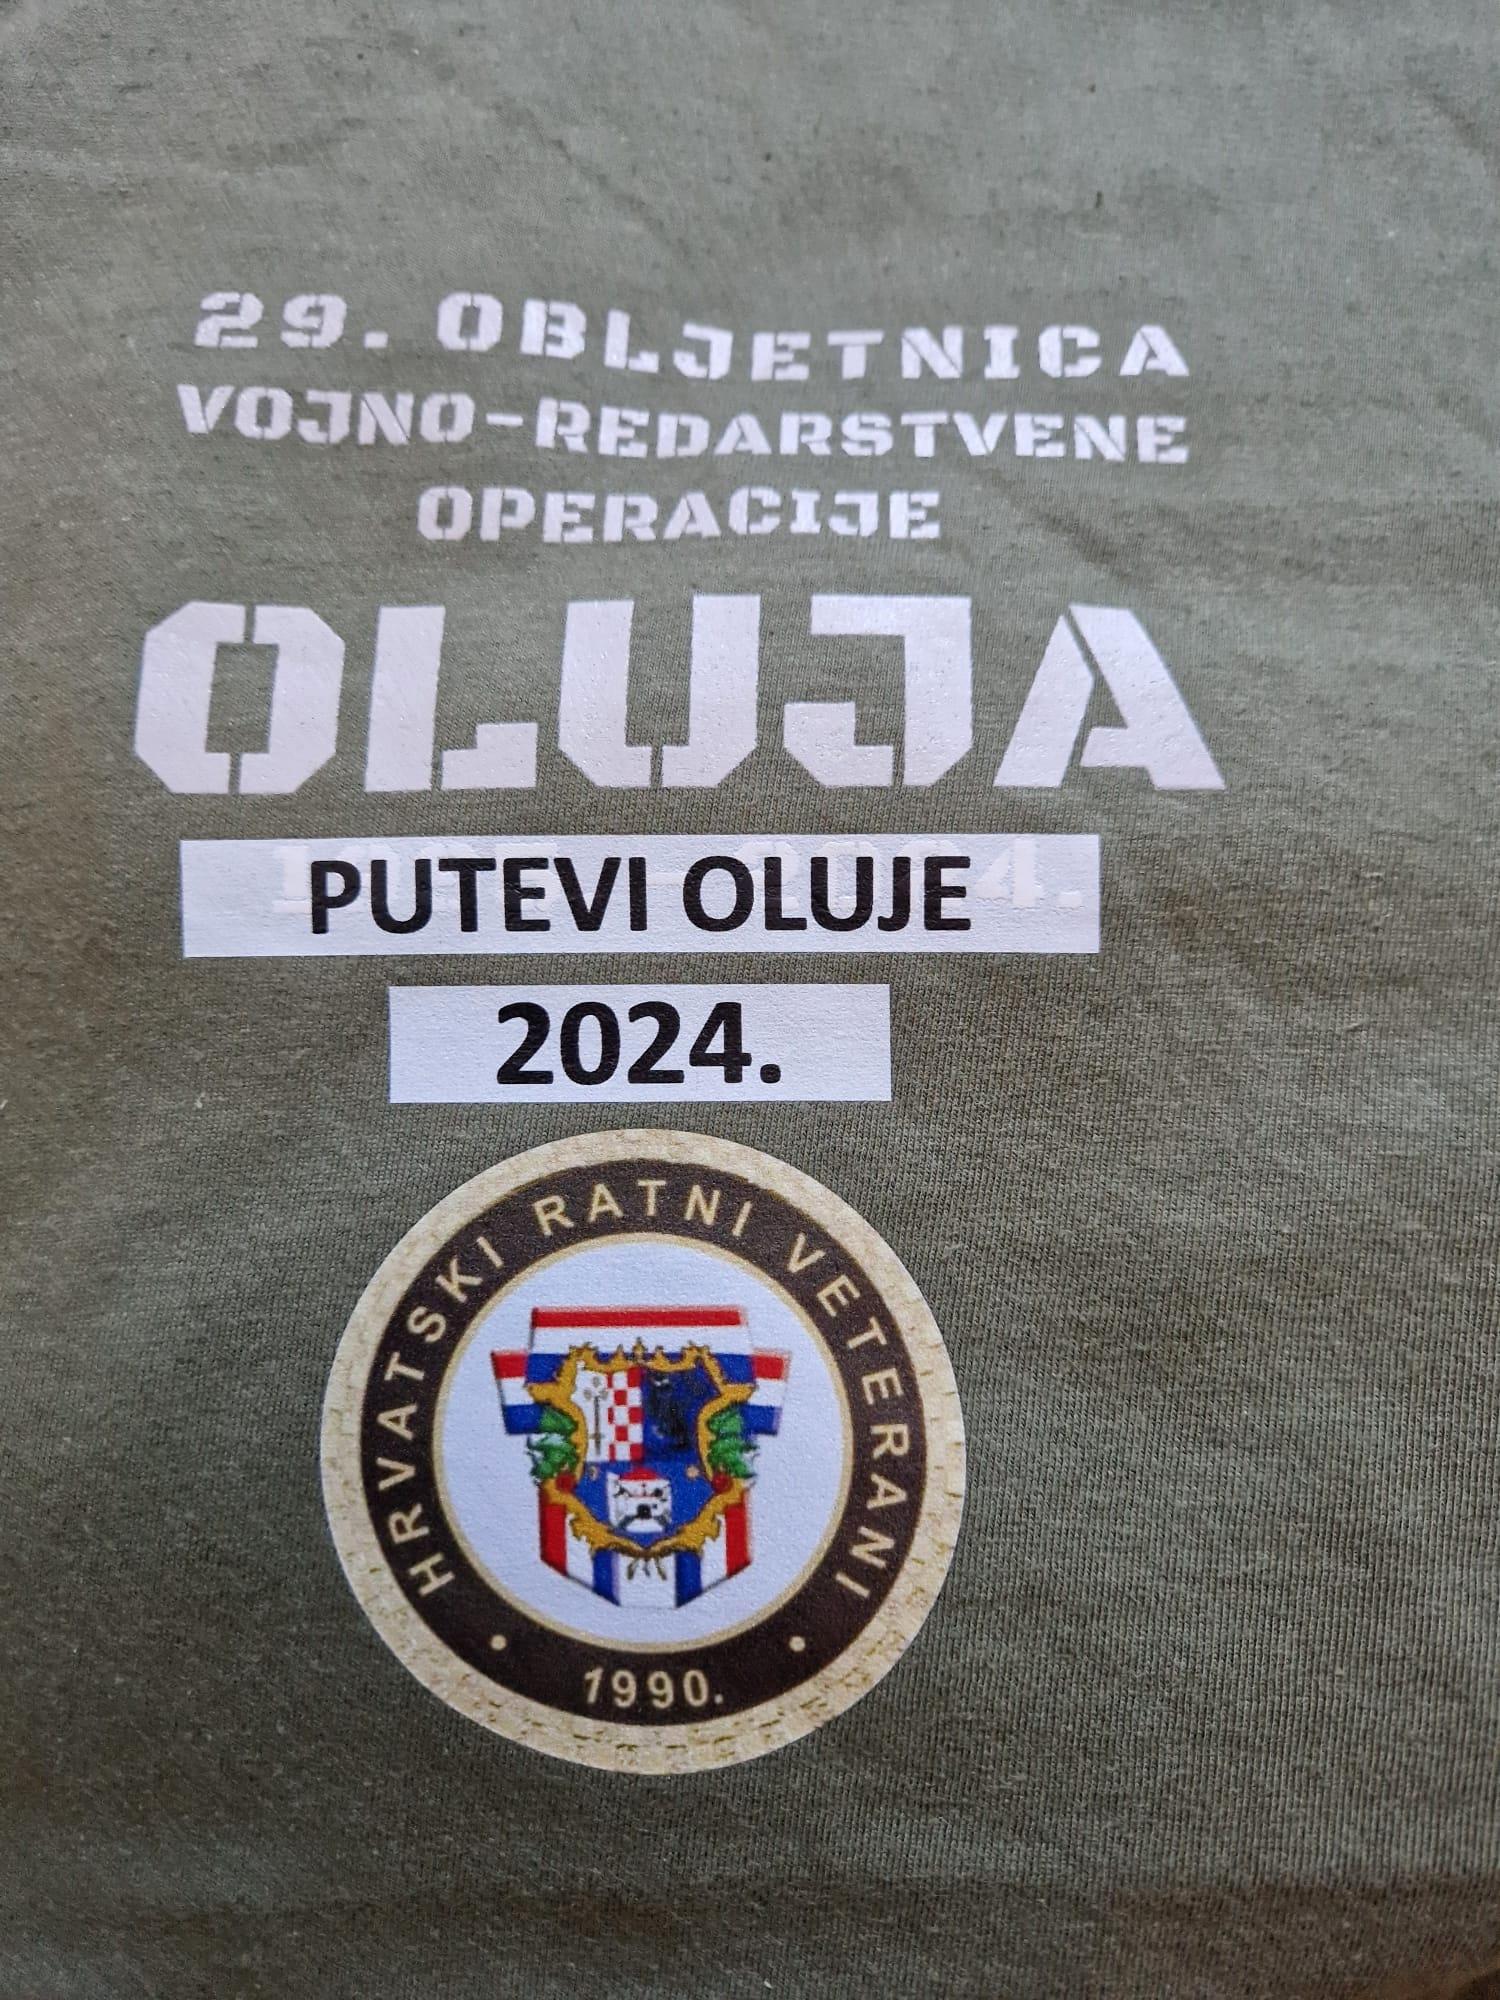 29. OBLJETNICA
VOJNO-REDARSTVENE
OPERACIJE
OLUJA
PUTEVI OLUJE
2024.
HRVATSKI RATNI VETERANI
1990.